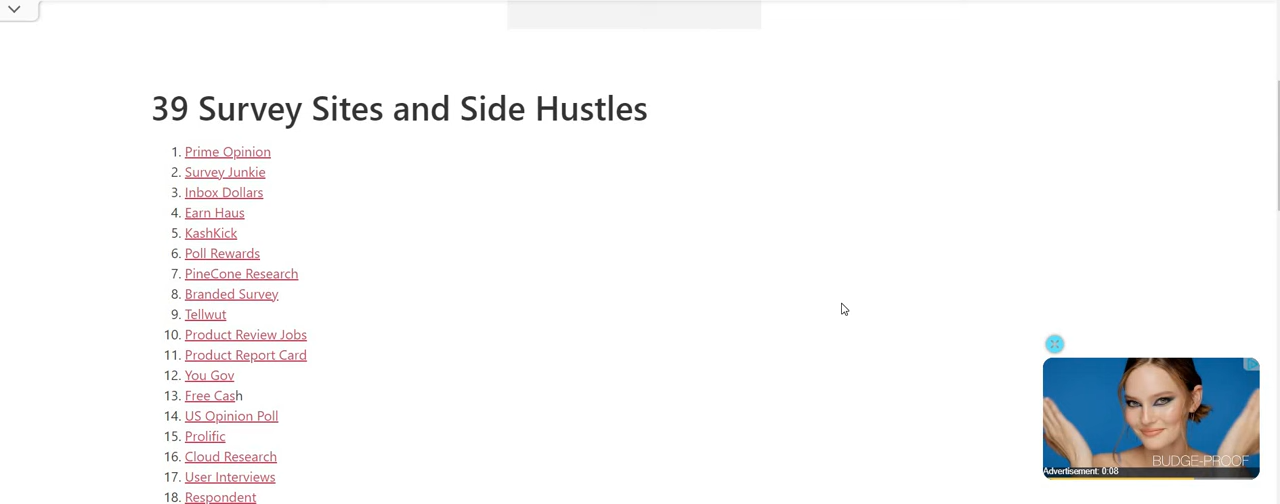 39 Survey Sites and Side Hustles
1. Prime Opinion
2. Survey Junkie
3. Inbox Dollars
4. Earn Haus
5. KashKick
6. Poll Rewards
7. PineCone Research
8. Branded Survey
9. Tellwut
10. Product Review Jobs
11. Product Report Card
12. You Gov
13. Free Cash
14. US Opinion Poll
15. Prolific
16. Cloud Research
17. User Interviews
18. Respondent
BUDGE-PROOF
Advertisement: 0:08